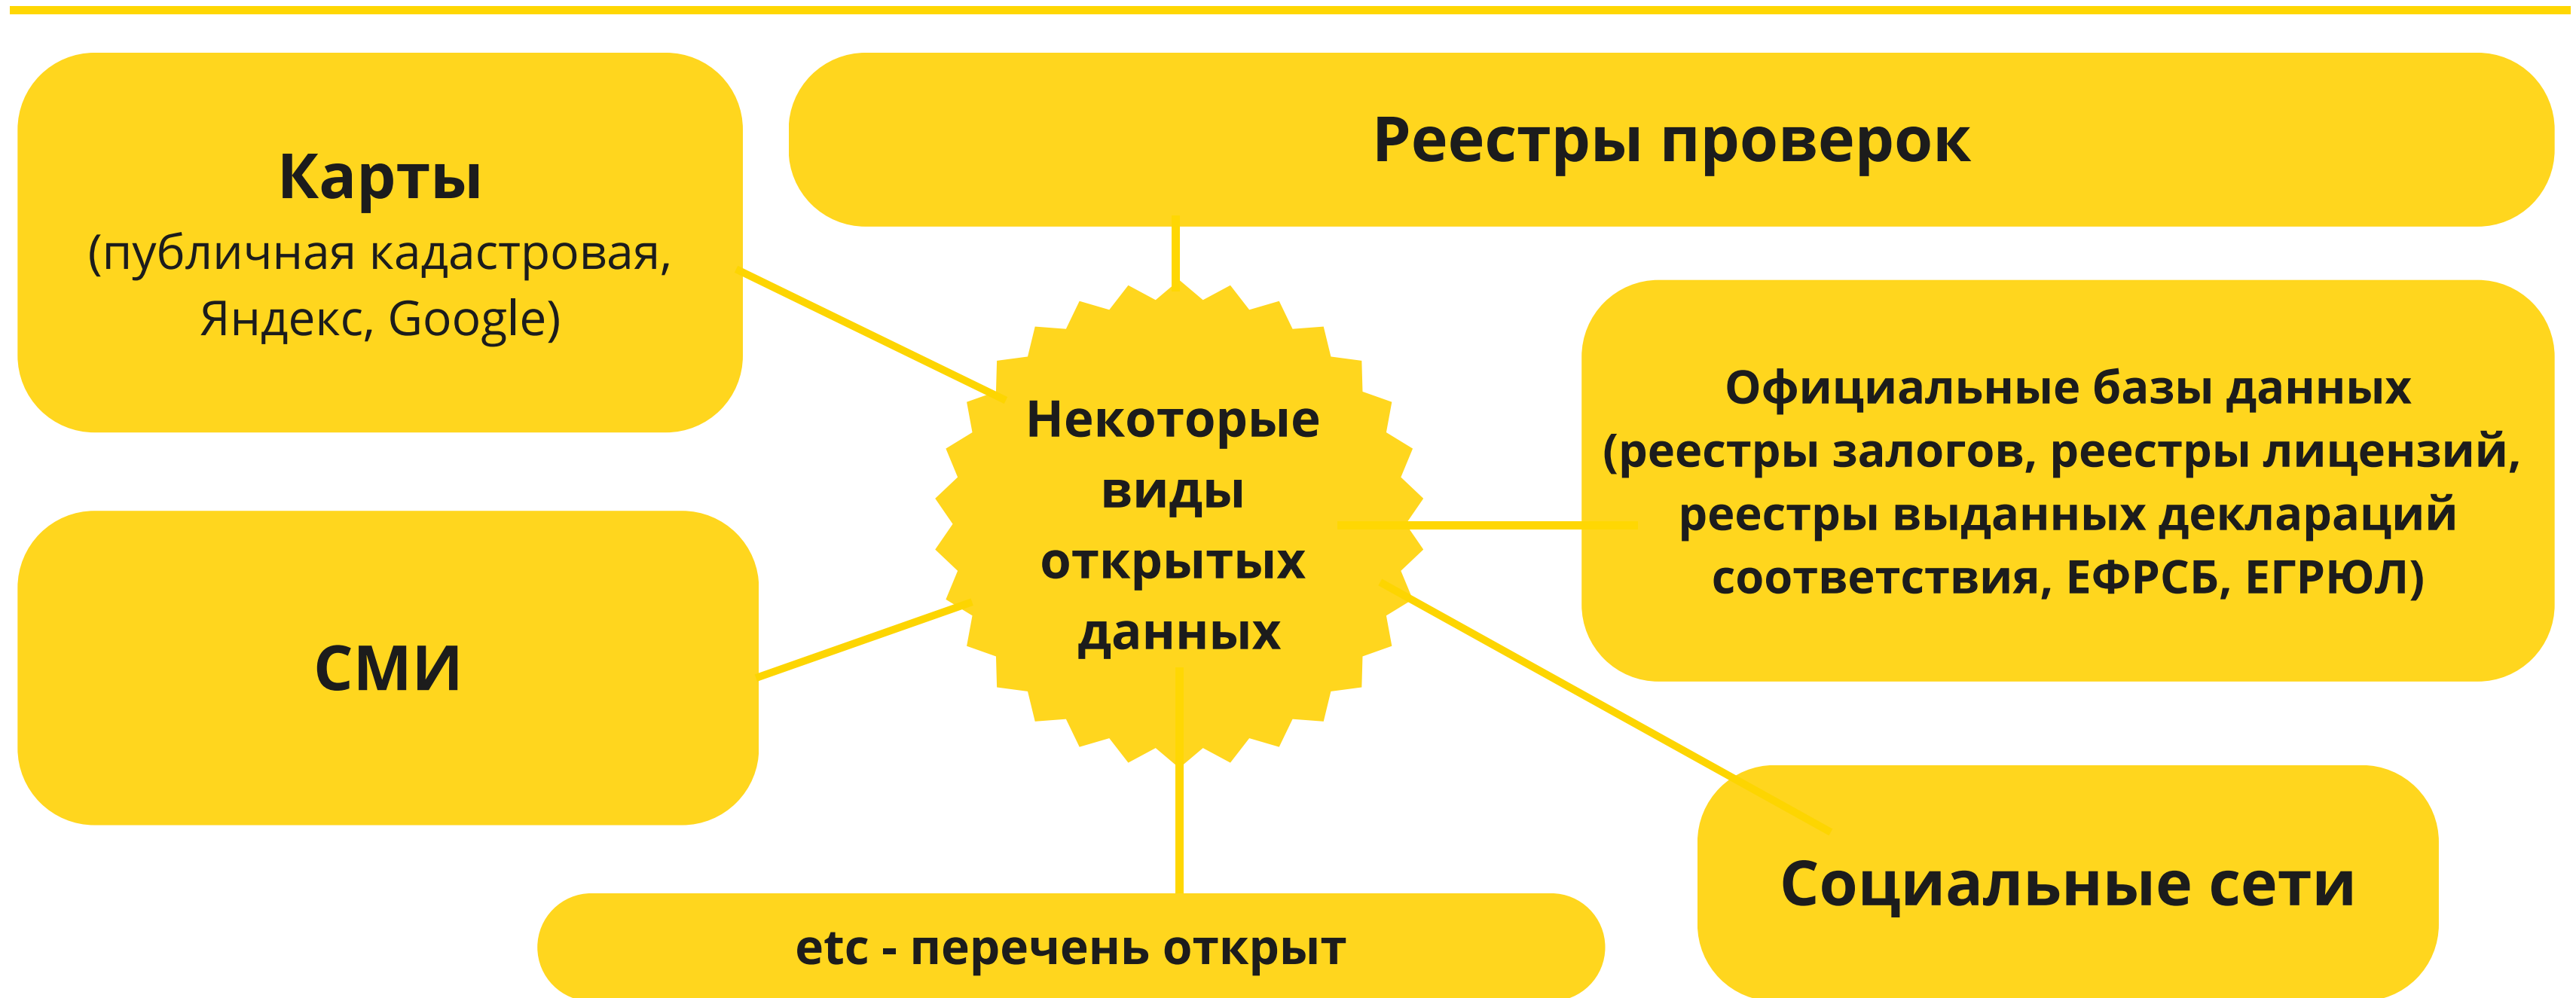 Карты
(публичная кадастровая,
Яндекс, Google)
Реестры проверок
Некоторые
виды
открытых
данных
Официальные базы данных
(реестры залогов, реестры лицензий,
реестры выданных деклараций
соответствия, ЕФРСБ, ЕГРЮЛ)
СМИ
Социальные сети
etc - перечень открыт